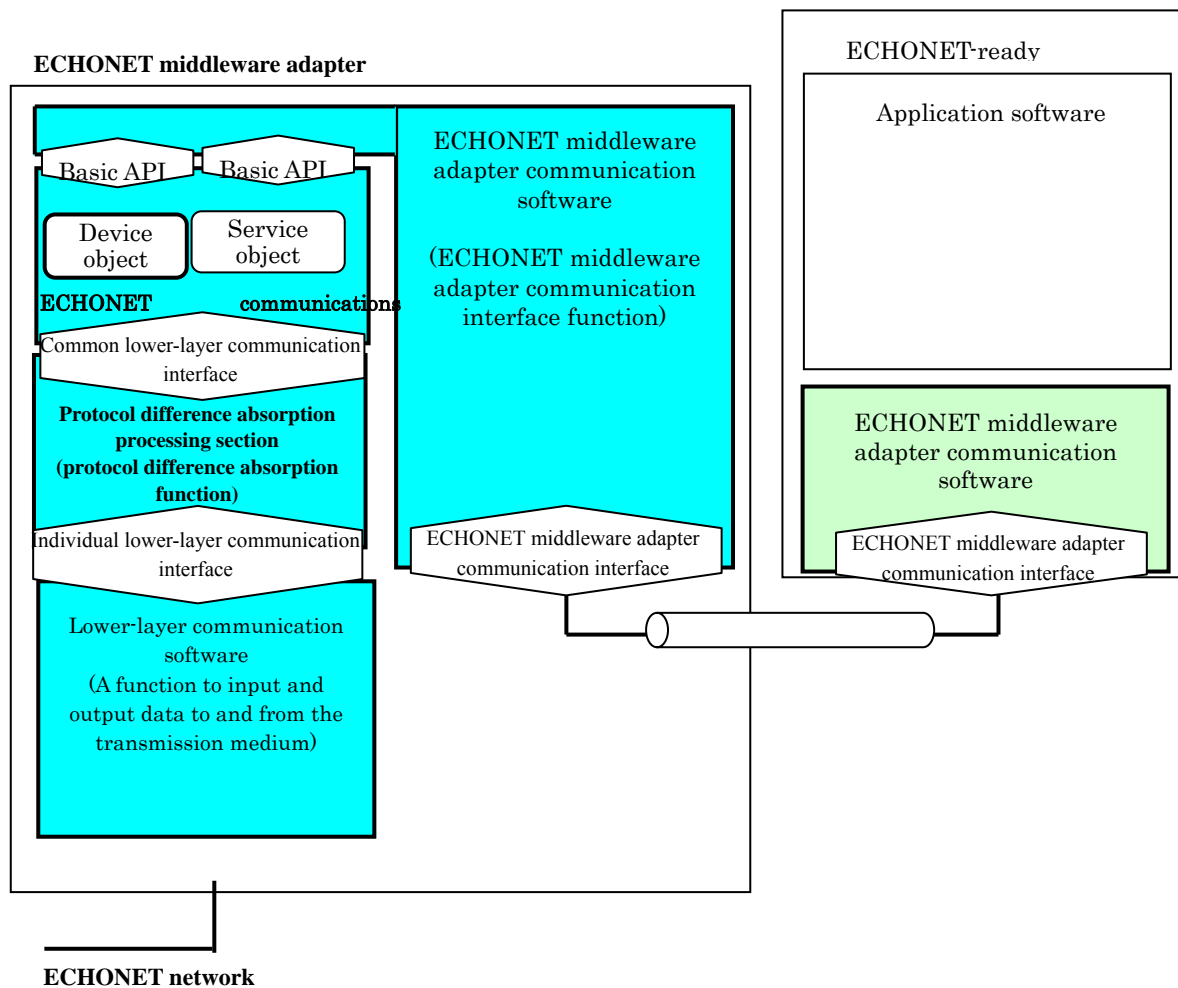 ECHONET middleware adapter
Basic API
Basic API
Device
object
Service
object
ECHONET communications
Common lower-layer communication
interface
Protocol difference absorption
processing section
(protocol difference absorption
function)
Individual lower-layer communication
interface
Lower-layer communication
software
(A function to input and
output data to and from the
transmission medium)
ECHONET middleware
adapter communication
software
(ECHONET middleware
adapter communication
interface function)
ECHONET middleware adapter
communication interface
ECHONET-ready
Application software
ECHONET middleware
adapter communication
software
ECHONET middleware adapter
communication interface
ECHONET network